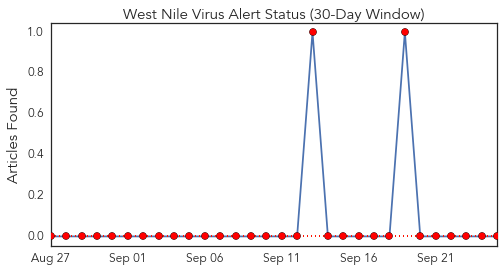 West Nile Virus Alert Status (30-Day Window)
Articles Found
1.0
0.8
0.6
0.4
0.2
0.0
Aug 27
Sep 01
Sep 06
Sep 11
Sep 16
Sep 21